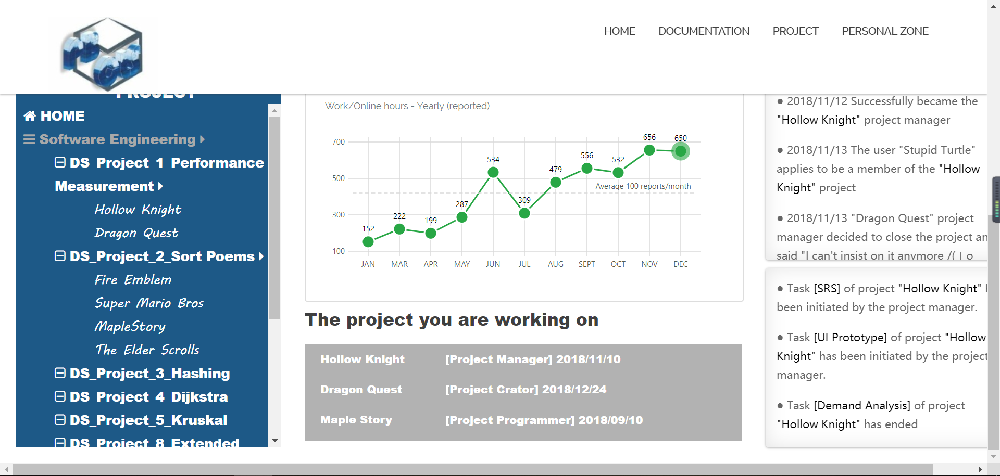 HOME DOCUMENTATION PROJECT PERSONAL ZONE
PROJECT
HOME
Software Engineering
DS_Project_1_Performance
Measurement
Hollow Knight
Dragon Quest
DS_Project_2_Sort Poems
Fire Emblem
Super Mario Bros
MapleStory
The Elder Scrolls
DS_Project_3_Hashing
DS_Project_4_Dijkstra
DS_Project_5_Kruskal
DS_Project_8_Extended
Work/Online hours - Yearly (reported)
700
500
300
100
152
222
199
287
534
309
479
556
532
656
650
Average 100 reports/month
JAN MAR APR MAY JUN JUL AUG SEPT OCT NOV DEC
The project you are working on
Hollow Knight [Project Manager] 2018/11/10
Dragon Quest [Project Crator] 2018/12/24
Maple Story [Project Programmer] 2018/09/10
● 2018/11/12 Successfully became the
"Hollow Knight" project manager
● 2018/11/13 The user "Stupid Turtle"
applies to be a member of the "Hollow
Knight" project
● 2018/11/13 "Dragon Quest" project
manager decided to close the project an
said "I can't insist on it anymore /(ㄒo
● Task [SRS] of project "Hollow Knight"
been initiated by the project manager.
● Task [UI Prototype] of project "Hollow
Knight" has been initiated by the project
manager.
● Task [Demand Analysis] of project
"Hollow Knight" has ended